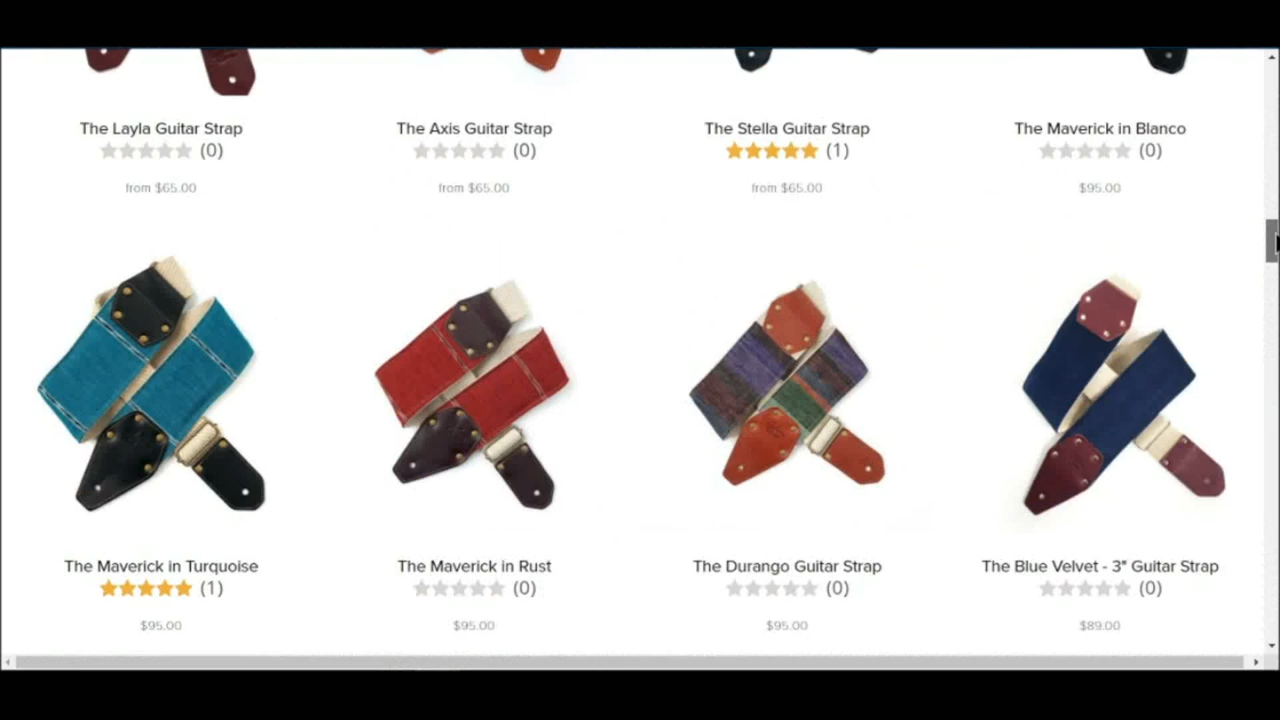 The Layla Guitar Strap
The Axis Guitar Strap
The Stella Guitar Strap
The Maverick in Blanco
(0)
(0)
(1)
(0)
from $65.00
from $65.00
from $65.00
$95.00
The Maverick in Turquoise
The Maverick in Rust
The Durango Guitar Strap
The Blue Velvet - 3" Guitar Strap
(1)
(0)
(0)
(0)
$95.00
$95.00
$95.00
$89.00